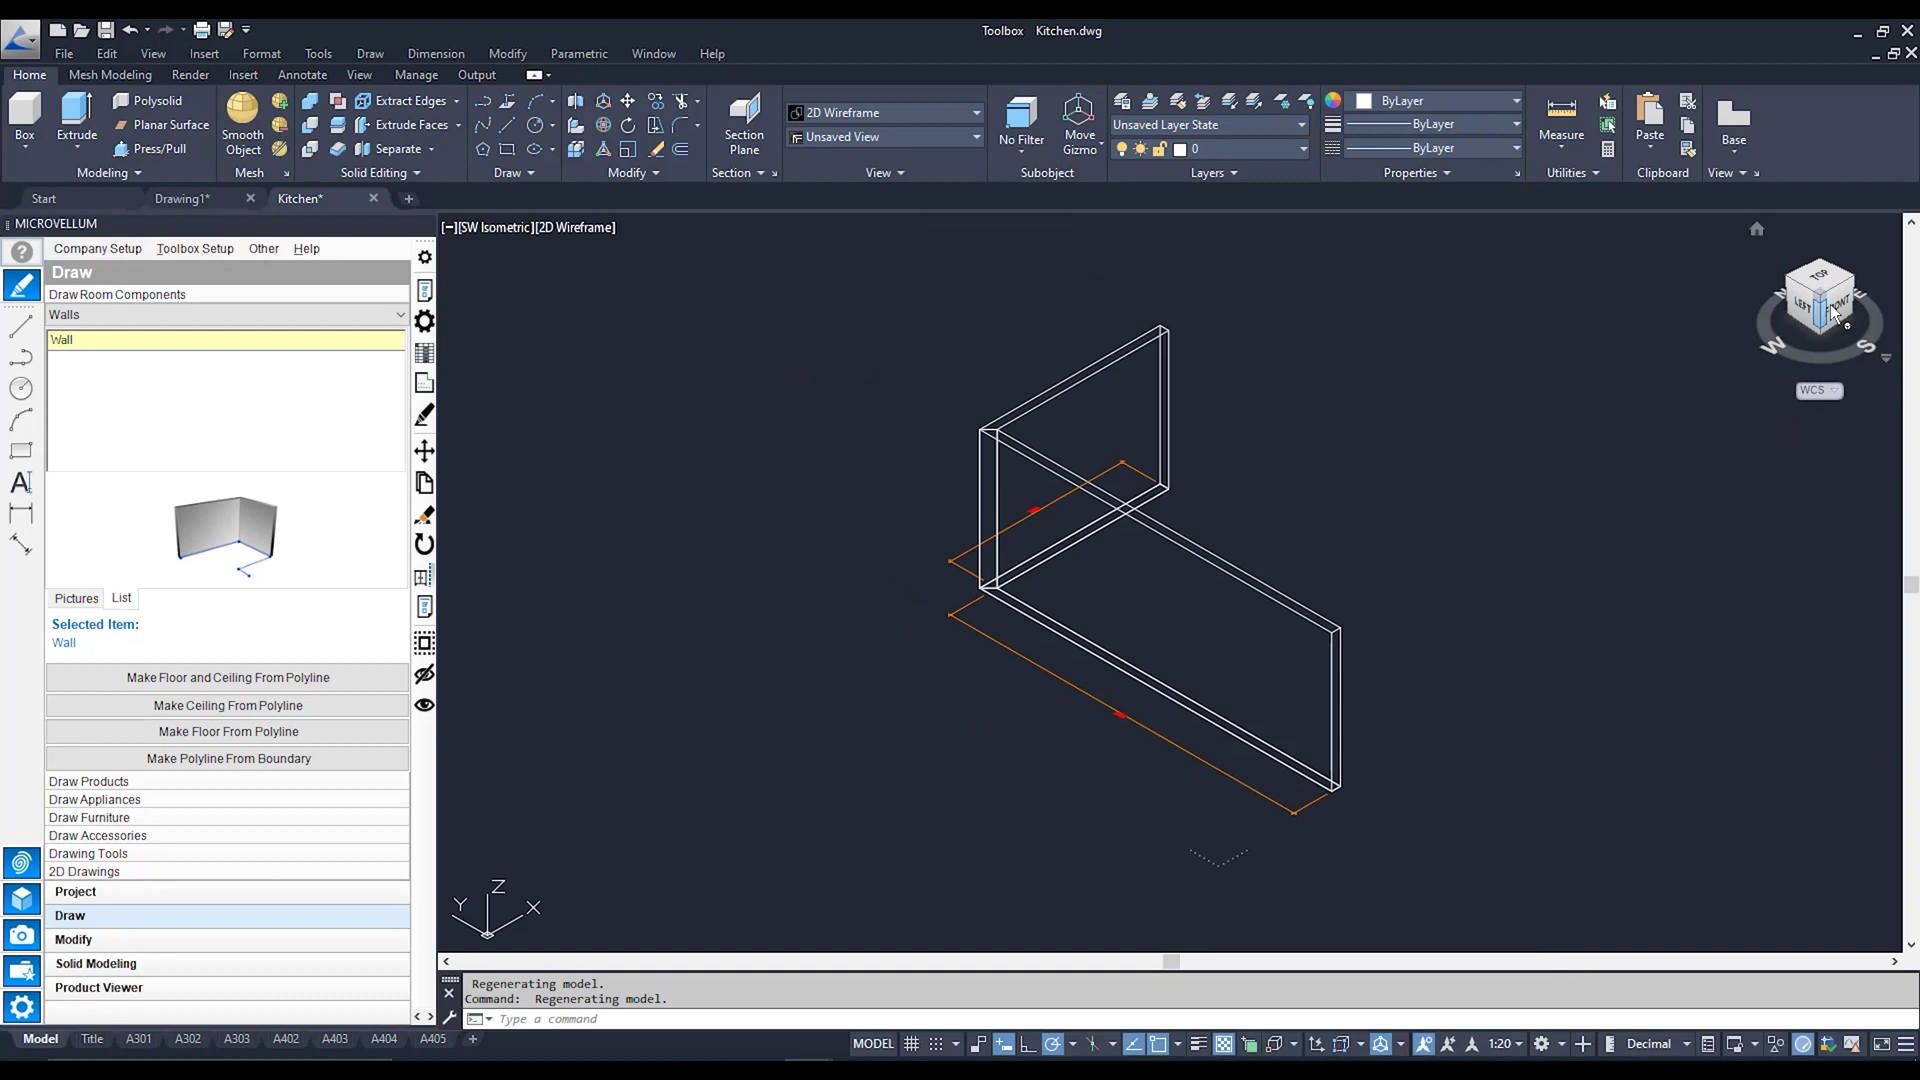 Toolbox Kitchen.dwg
File Edit View Insert Format Tools Draw Dimension Modify Parametric Window Help
Home Mesh Modeling Render Insert Annotate View Manage Output
Box
Extrude
Polysolid
Planar Surface
Press/Pull
Smooth
Object
Extract Edges
Extrude Faces
Separate
Section
Plane
2D Wireframe
Unsaved View
No Filter
Move
Gizmo
Unsaved Layer State
0
ByLayer
ByLayer
ByLayer
Measure
Paste
Base
Modeling Mesh Solid Editing Draw Modify Section View Subobject Layers Properties Utilities Clipboard View
Start Drawing1* Kitchen*
MICROVELLUM
Company Setup Toolbox Setup Other Help
Draw
Draw Room Components
Walls
Wall
Pictures List
Selected Item:
Wall
Make Floor and Ceiling From Polyline
Make Ceiling From Polyline
Make Floor From Polyline
Make Polyline From Boundary
Draw Products
Draw Appliances
Draw Furniture
Draw Accessories
Drawing Tools
2D Drawings
Project
Draw
Modify
Solid Modeling
Product Viewer
[−][SW Isometric][2D Wireframe]
TOP
LEFT
W
S
WCS
Z
Y
X
Regenerating model.
Command: Regenerating model.
Type a command
Model Title A301 A302 A303 A402 A403 A404 A405
MODEL 1:20 Decimal